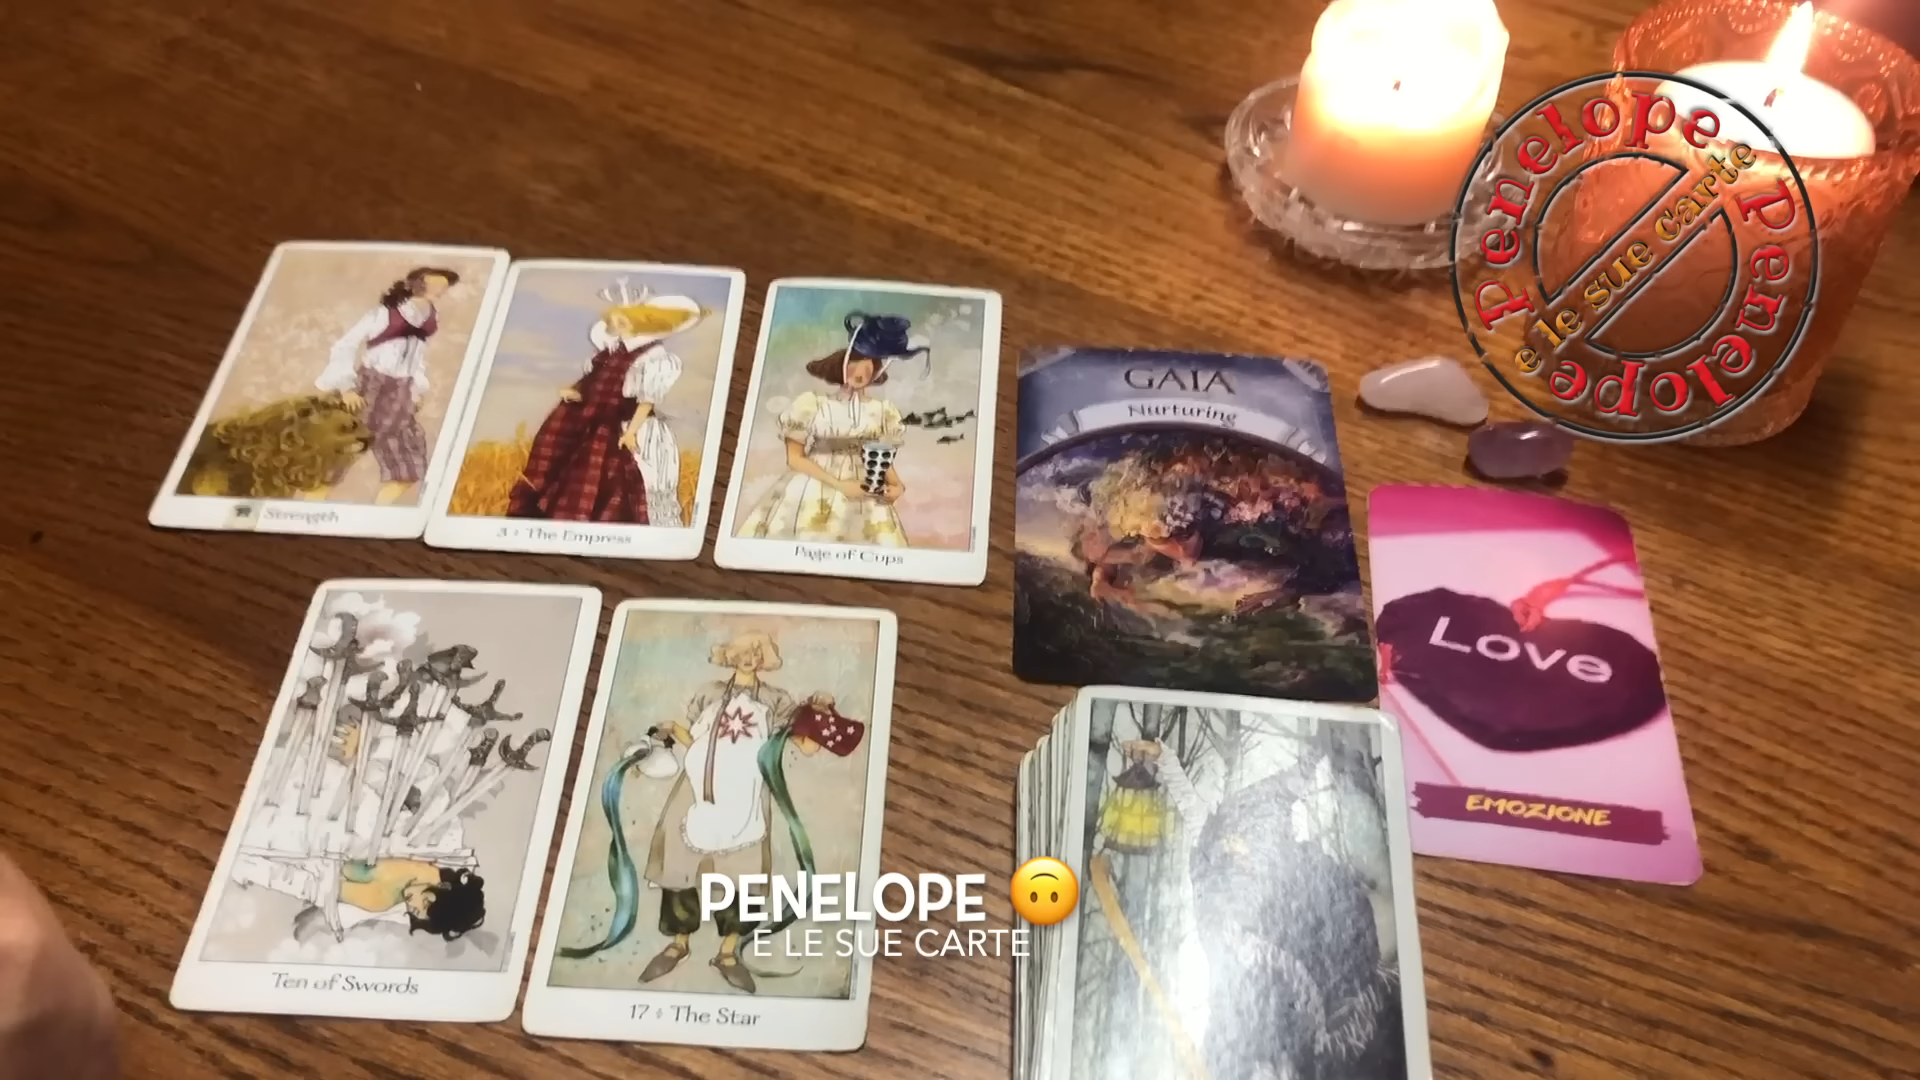 Penelope
e le sue carte
Penelope
Strength
3 The Empress
Page of Cups
GAIA
Nurturing
Love
EMOZIONE
Ten of Swords
17 The Star
PENELOPE 🙃
E LE SUE CARTE